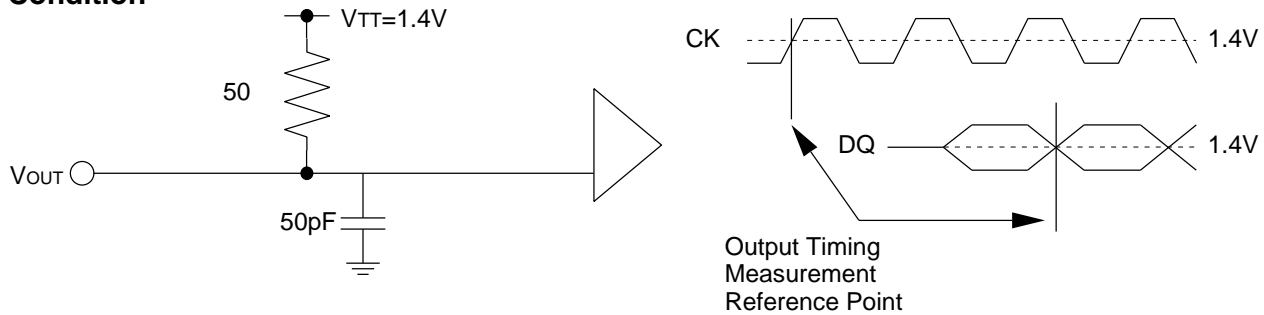 Condition
VTT=1.4V
50
VOUT
50pF
CK
1.4V
DQ
1.4V
Output Timing
Measurement
Reference Point